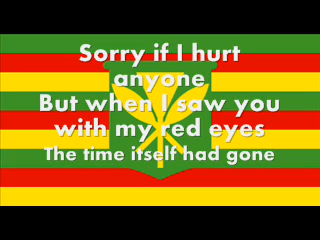 Sorry if I hurt
anyone
But when I saw you
with my red eyes
The time itself had gone